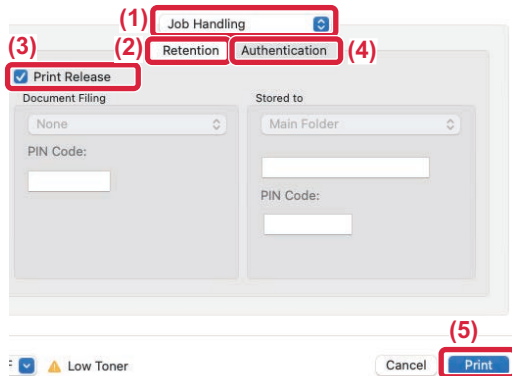 (1)
Job Handling
(3)
(2)
Retention
Authentication
(4)
Print Release
Document Filing
Stored to
None
Main Folder
PIN Code:
PIN Code:
(5)
F
Low Toner
Cancel
Print